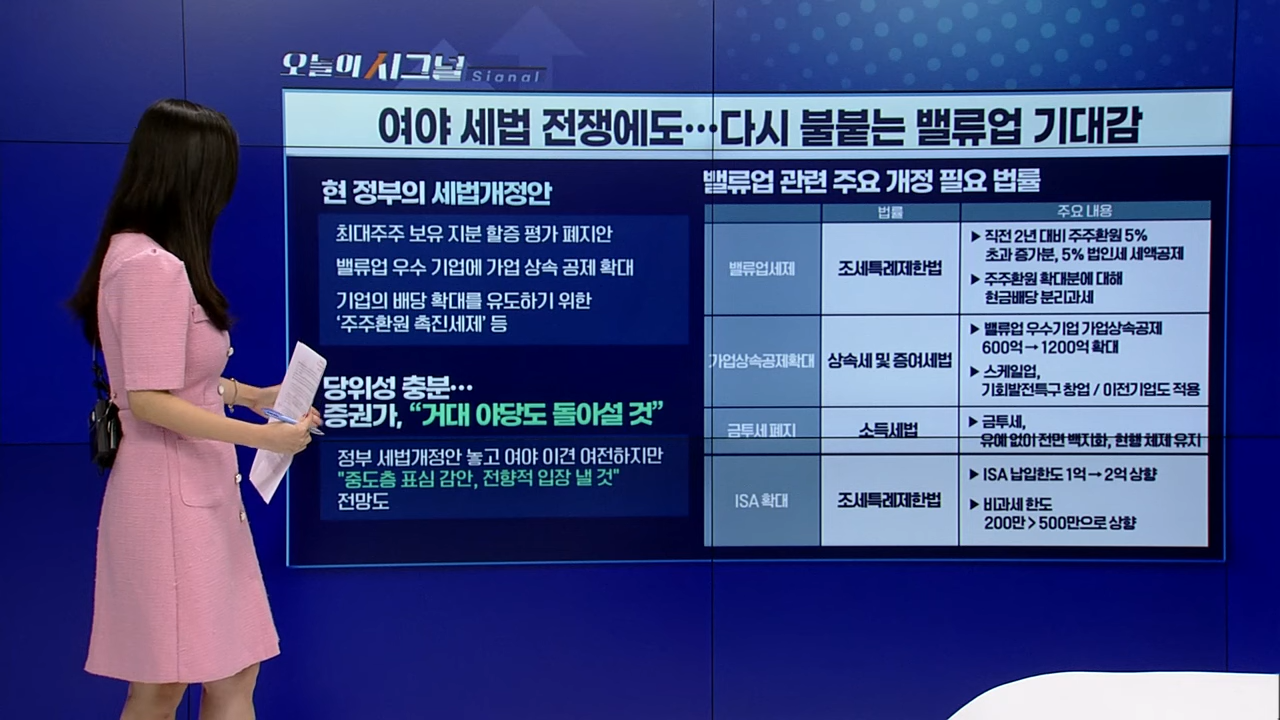 오늘의 시그널
Signal
여야 세법 전쟁에도…다시 불붙는 밸류업 기대감
현 정부의 세법개정안
최대주주 보유 지분 할증 평가 폐지안
밸류업 우수 기업에 가업 상속 공제 확대
기업의 배당 확대를 유도하기 위한
‘주주환원 촉진세제’ 등
당위성 충분…
증권가, “거대 야당도 돌아설 것”
정부 세법개정안 놓고 여야 이견 여전하지만
"중도층 표심 감안, 전향적 입장 낼 것"
전망도
밸류업 관련 주요 개정 필요 법률
법률
주요 내용
밸류업세제
조세특례제한법
▶ 직전 2년 대비 주주환원 5%
초과 증가분, 5% 법인세 세액공제
▶ 주주환원 확대분에 대해
현금배당 분리과세
가업상속공제확대
상속세 및 증여세법
▶ 밸류업 우수기업 가업상속공제
600억→1200억 확대
▶ 스케일업,
기회발전특구 창업 / 이전기업도 적용
금투세 폐지
소득세법
▶ 금투세,
유예 없이 전면 백지화, 현행 체제 유지
ISA 확대
조세특례제한법
▶ ISA 납입한도 1억→2억 상향
▶ 비과세 한도
200만 > 500만으로 상향